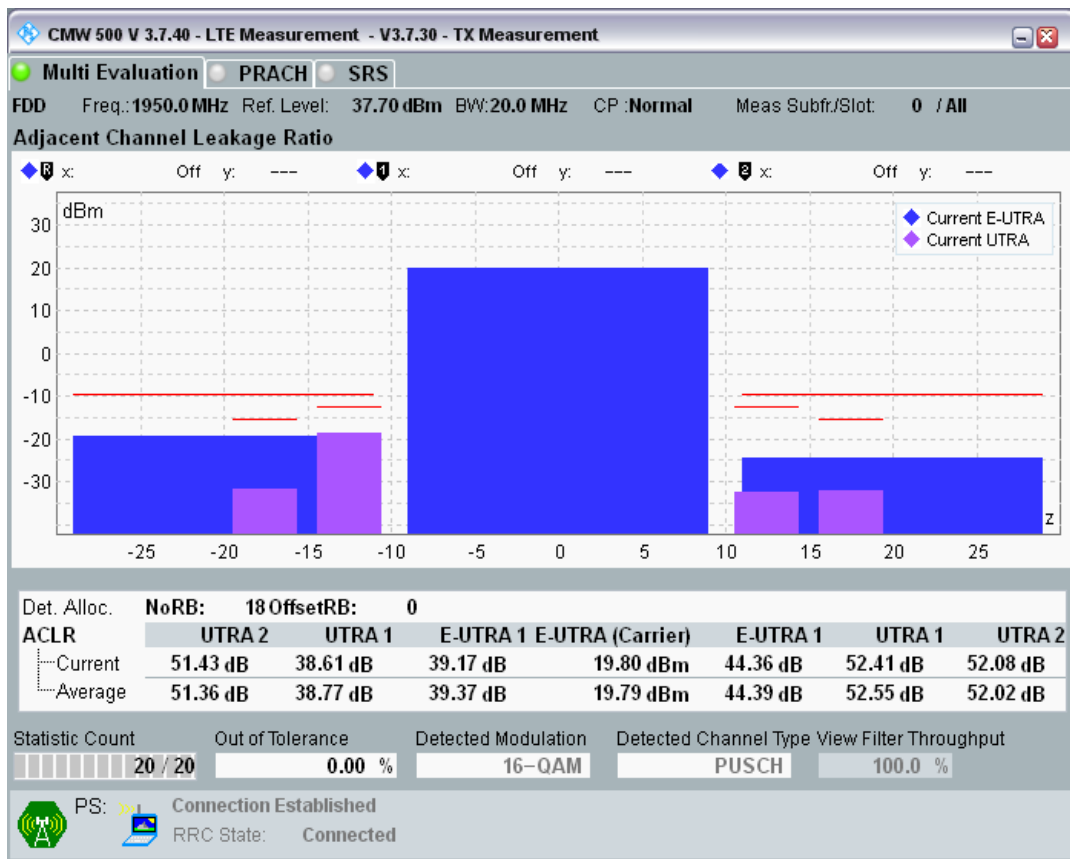 CMW 500 V 3.7.40 - LTE Measurement - V3.7.30 - TX Measurement
Multi Evaluation PRACH SRS
FDD Freq.: 1950.0 MHz Ref. Level: 37.70 dBm BW: 20.0 MHz CP : Normal Meas Subfr./Slot: 0 / All
Adjacent Channel Leakage Ratio
R x: Off y: --- 1 x: Off y: --- 2 x: Off y: ---
dBm
Current E-UTRA
Current UTRA
30
20
10
0
-10
-20
-30
z
-25 -20 -15 -10 -5 0 5 10 15 20 25
Det. Alloc. NoRB: 18 OffsetRB: 0
ACLR UTRA 2 UTRA 1 E-UTRA 1 E-UTRA (Carrier) E-UTRA 1 UTRA 1 UTRA 2
Current 51.43 dB 38.61 dB 39.17 dB 19.80 dBm 44.36 dB 52.41 dB 52.08 dB
Average 51.36 dB 38.77 dB 39.37 dB 19.79 dBm 44.39 dB 52.55 dB 52.02 dB
Statistic Count Out of Tolerance Detected Modulation Detected Channel Type View Filter Throughput
20 / 20 0.00 % 16-QAM PUSCH 100.0 %
PS: Connection Established
RRC State: Connected